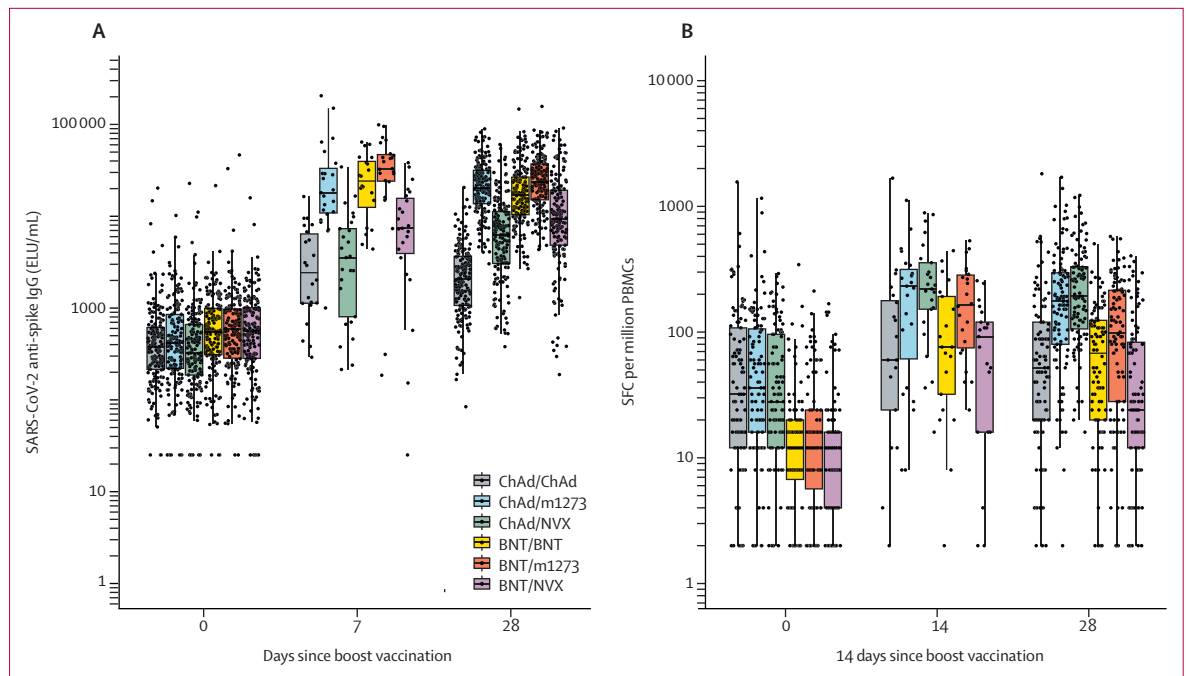 A
SARS-CoV-2 anti-spike IgG (ELU/mL)
100 000
1000
10
1
0
7
28
Days since boost vaccination
ChAd/ChAd
ChAd/m1273
ChAd/NVX
BNT/BNT
BNT/m1273
BNT/NVX
B
SFC per million PBMCs
10 000
1000
100
10
1
0
14
28
14 days since boost vaccination